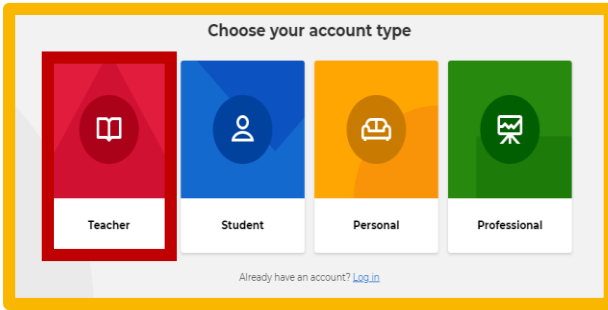 Choose your account type
Teacher
Student
Personal
Professional
Already have an account? Log in